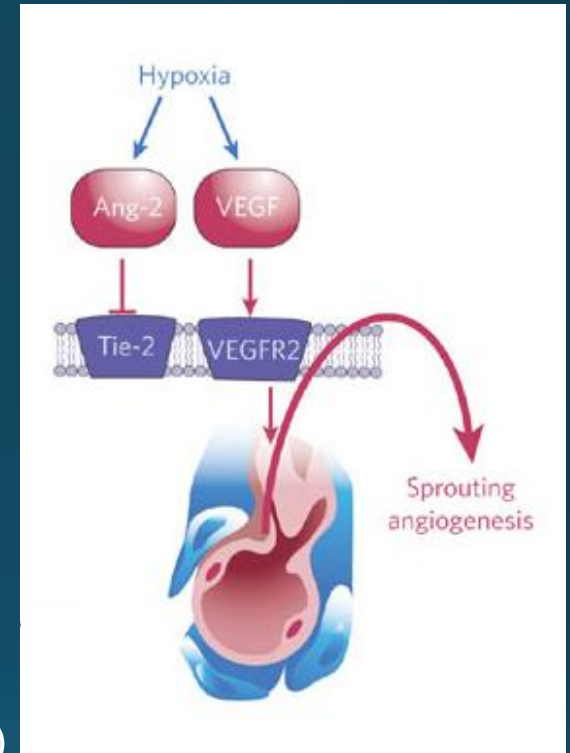 Hypoxia
Ang-2 VEGF
Tie-2 VEGFR2
Sprouting
angiogenesis
)